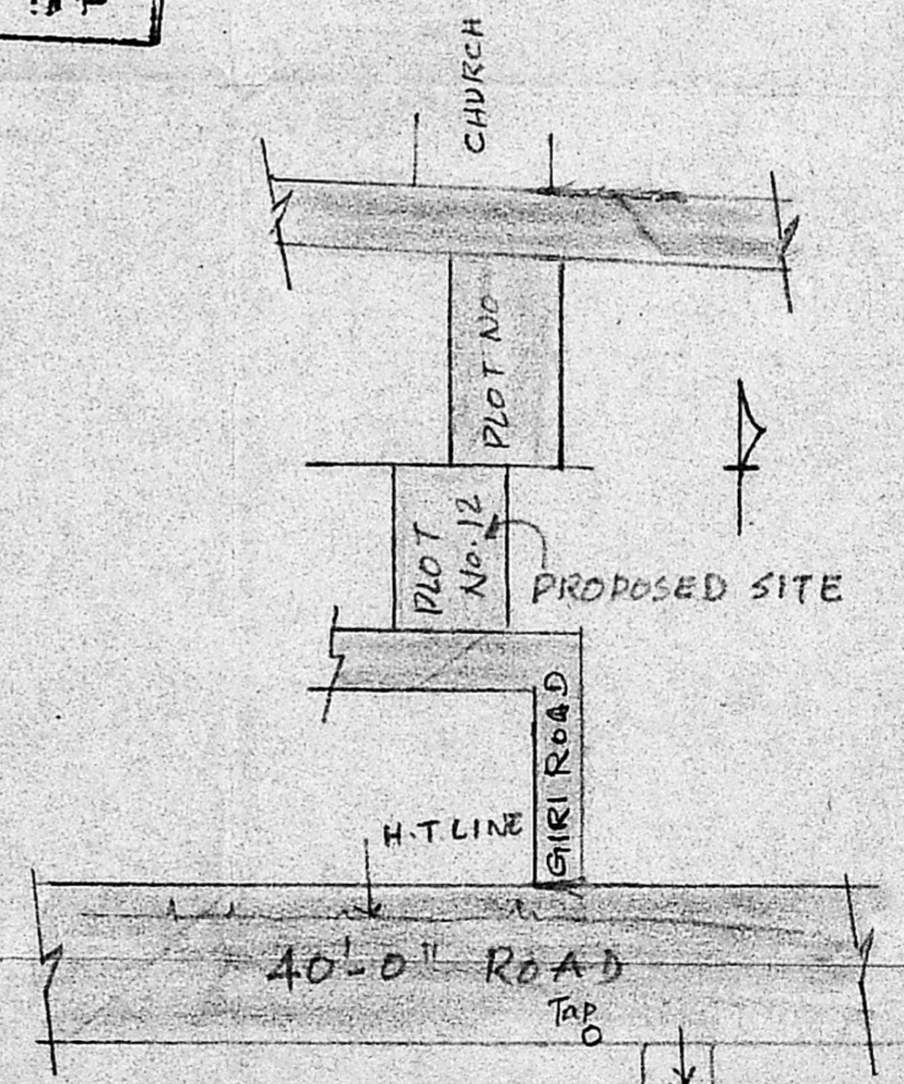 CHURCH
PLOT NO
PLOT
NO. 12
PROPOSED SITE
GIRI ROAD
H.T. LINE
40'-0" ROAD
Tap